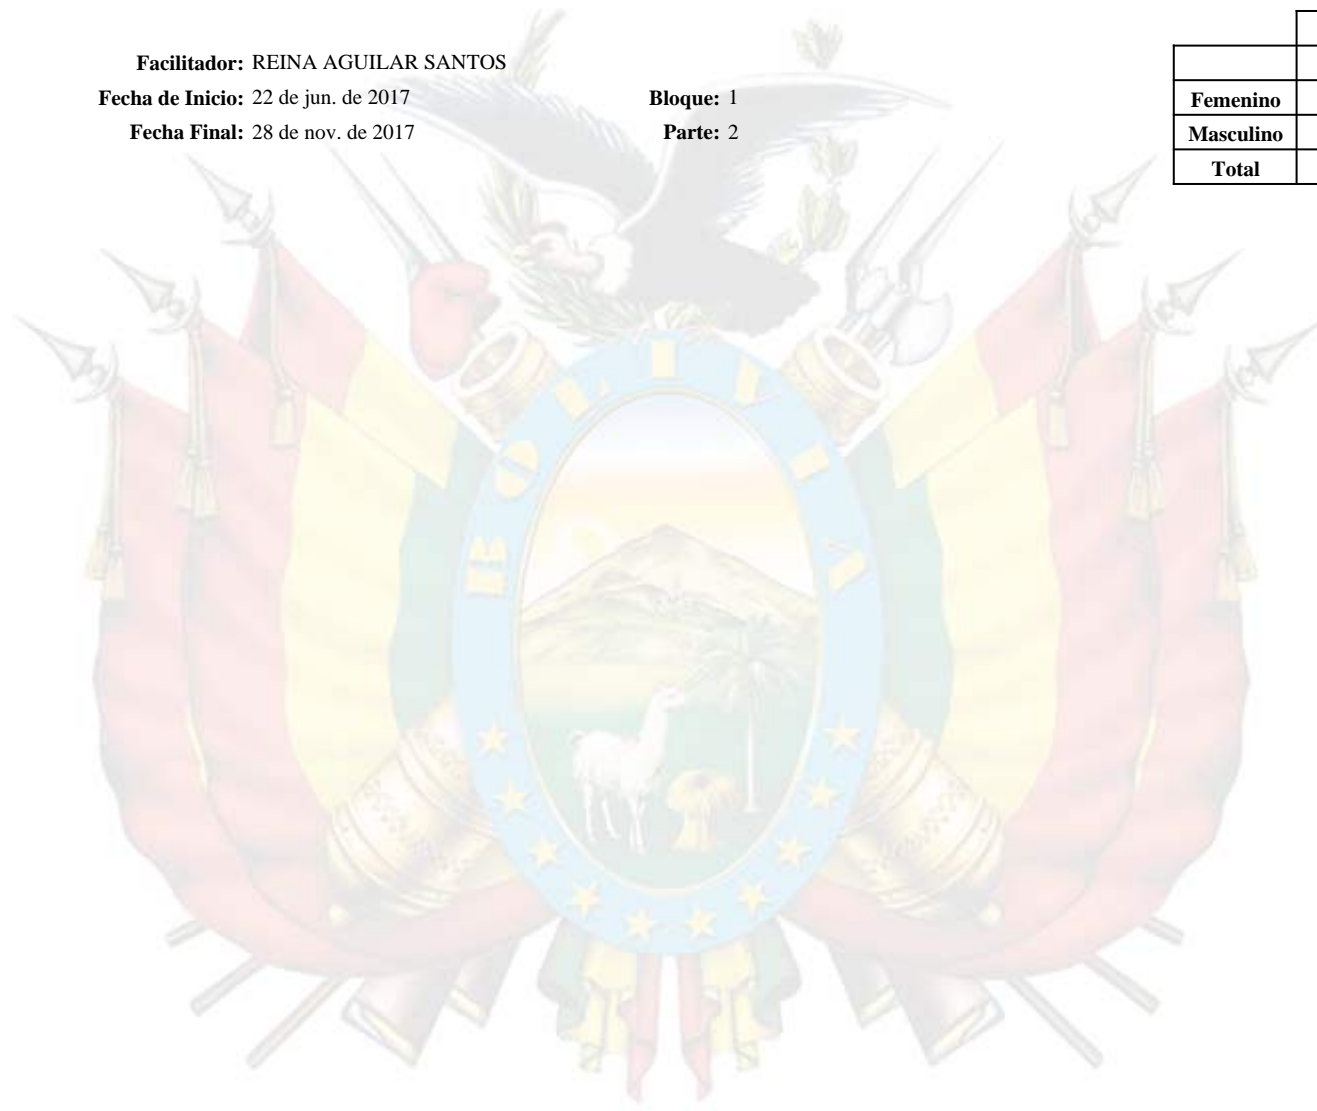 Facilitador: REINA AGUILAR SANTOS
Fecha de Inicio: 22 de jun. de 2017 Bloque: 1
Fecha Final: 28 de nov. de 2017 Parte: 2
Femenino
Masculino
Total
BOLIVIA